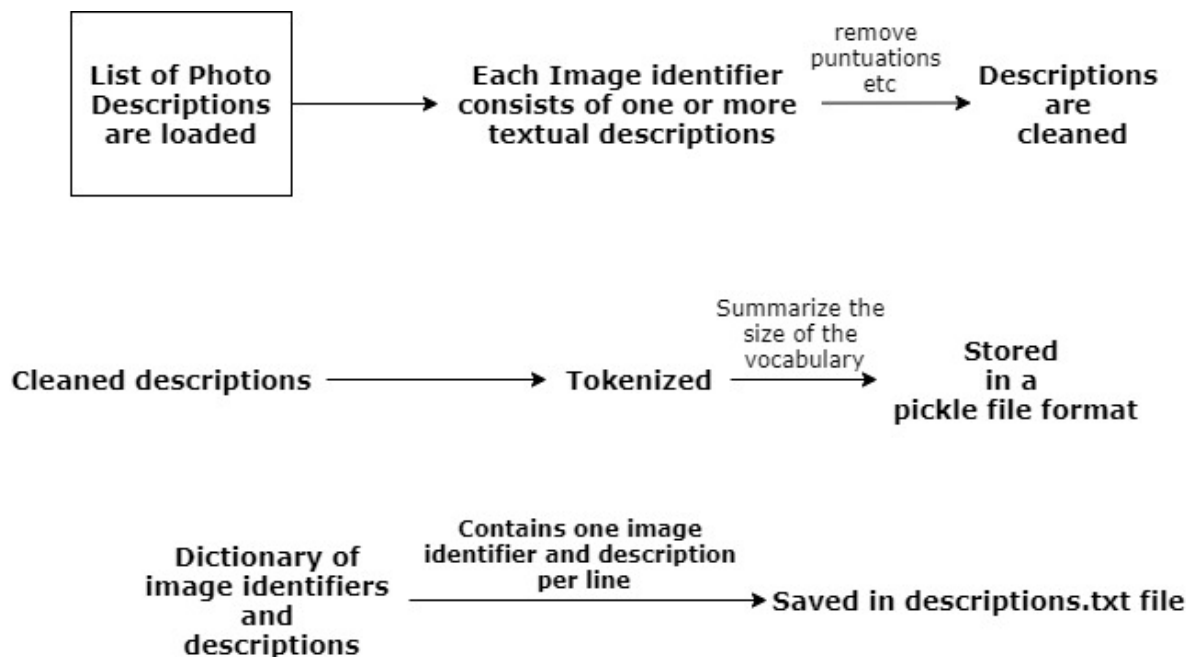 List of Photo
Descriptions
are loaded
Each Image identifier
consists of one or more
textual descriptions
remove
puntuations
etc
Descriptions
are
cleaned
Cleaned descriptions
Tokenized
Summarize the
size of the
vocabulary
Stored
in a
pickle file format
Dictionary of
image identifiers
and
descriptions
Contains one image
identifier and description
per line
Saved in descriptions.txt file